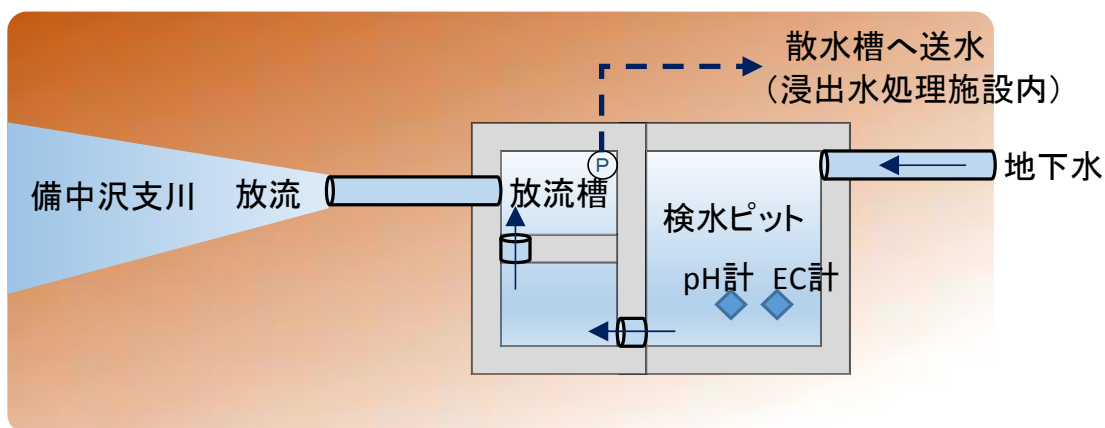 散水槽へ送水
（浸出水処理施設内）
P
地下水
備中沢支川　放流
放流槽
検水ピット
pH計　EC計